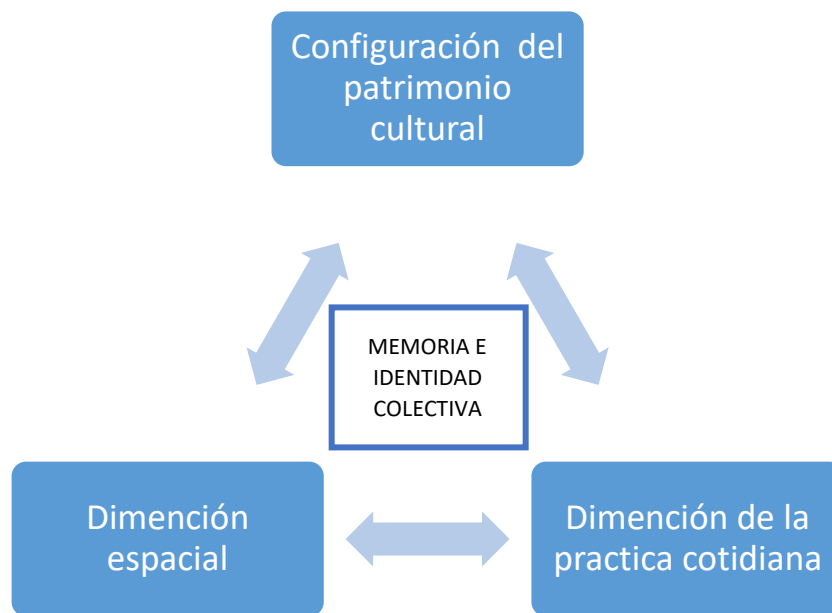 Configuración del
patrimonio
cultural
MEMORIA E
IDENTIDAD
COLECTIVA
Dimención
espacial
Dimención de la
practica cotidiana